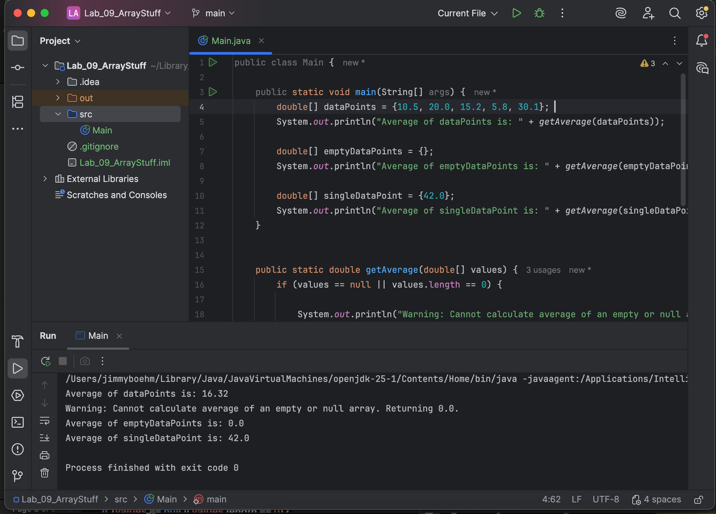 LA Lab_09_ArrayStuff main Current File
Project
Lab_09_ArrayStuff ~/Library
.idea
out
src
Main
.gitignore
Lab_09_ArrayStuff.iml
External Libraries
Scratches and Consoles
Main.java
3
1 public class Main { new *
2
3 public static void main(String[] args) { new *
4 double[] dataPoints = {10.5, 20.0, 15.2, 5.8, 30.1};
5 System.out.println("Average of dataPoints is: " + getAverage(dataPoints));
6
7 double[] emptyDataPoints = {};
8 System.out.println("Average of emptyDataPoints is: " + getAverage(emptyDataPoin
9
10 double[] singleDataPoint = {42.0};
11 System.out.println("Average of singleDataPoint is: " + getAverage(singleDataPo
12 }
13
14
15 public static double getAverage(double[] values) { 3 usages new *
16 if (values == null || values.length == 0) {
17
18 System.out.println("Warning: Cannot calculate average of an empty or null a
Run Main
/Users/jimmyboehm/Library/Java/JavaVirtualMachines/openjdk-25-1/Contents/Home/bin/java -javaagent:/Applications/Intelli
Average of dataPoints is: 16.32
Warning: Cannot calculate average of an empty or null array. Returning 0.0.
Average of emptyDataPoints is: 0.0
Average of singleDataPoint is: 42.0
Process finished with exit code 0
Lab_09_ArrayStuff > src > Main > main 4:62 LF UTF-8 4 spaces